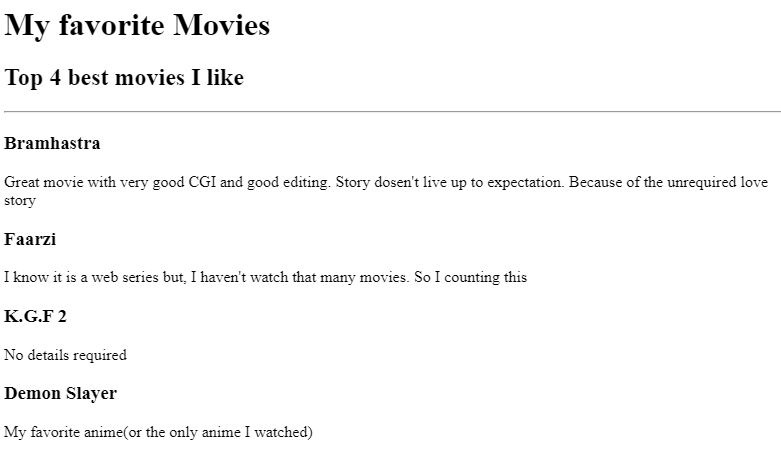 My favorite Movies
Top 4 best movies I like
Bramhastra
Great movie with very good CGI and good editing. Story dosen't live up to expectation. Because of the unrequired love
story
Faarzi
I know it is a web series but, I haven't watch that many movies. So I counting this
K.G.F 2
No details required
Demon Slayer
My favorite anime(or the only anime I watched)